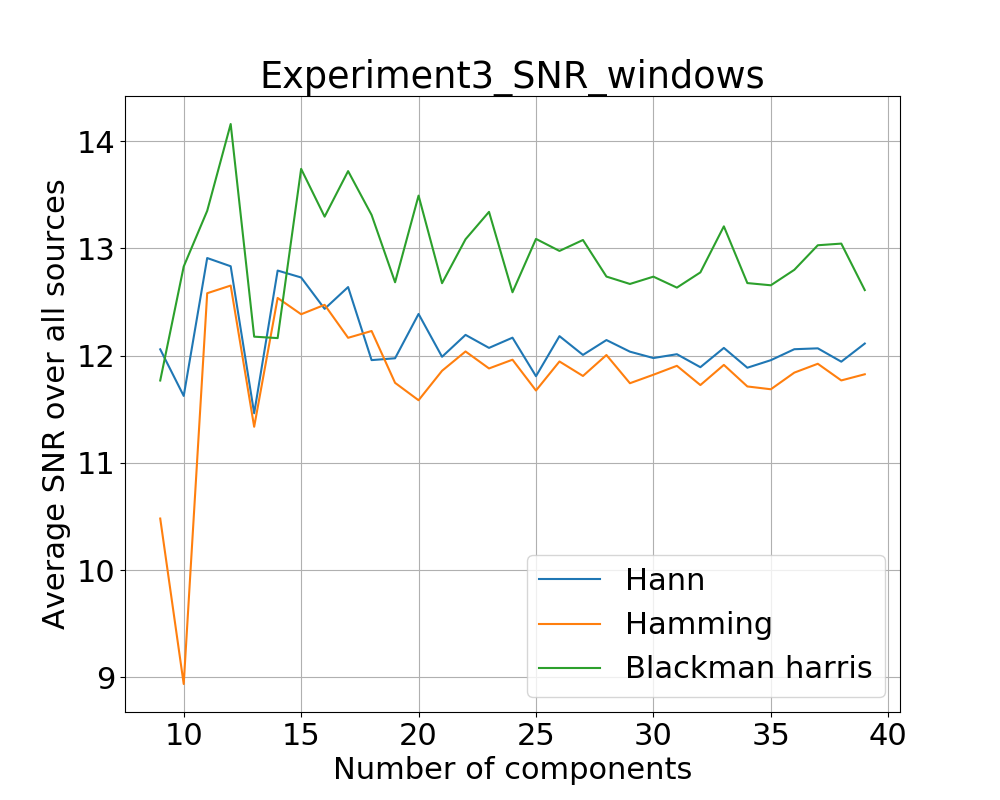 Experiment3_SNR_windows
Average SNR over all sources
14
13
12
11
10
9
Hann
Hamming
Blackman harris
10 15 20 25 30 35 40
Number of components